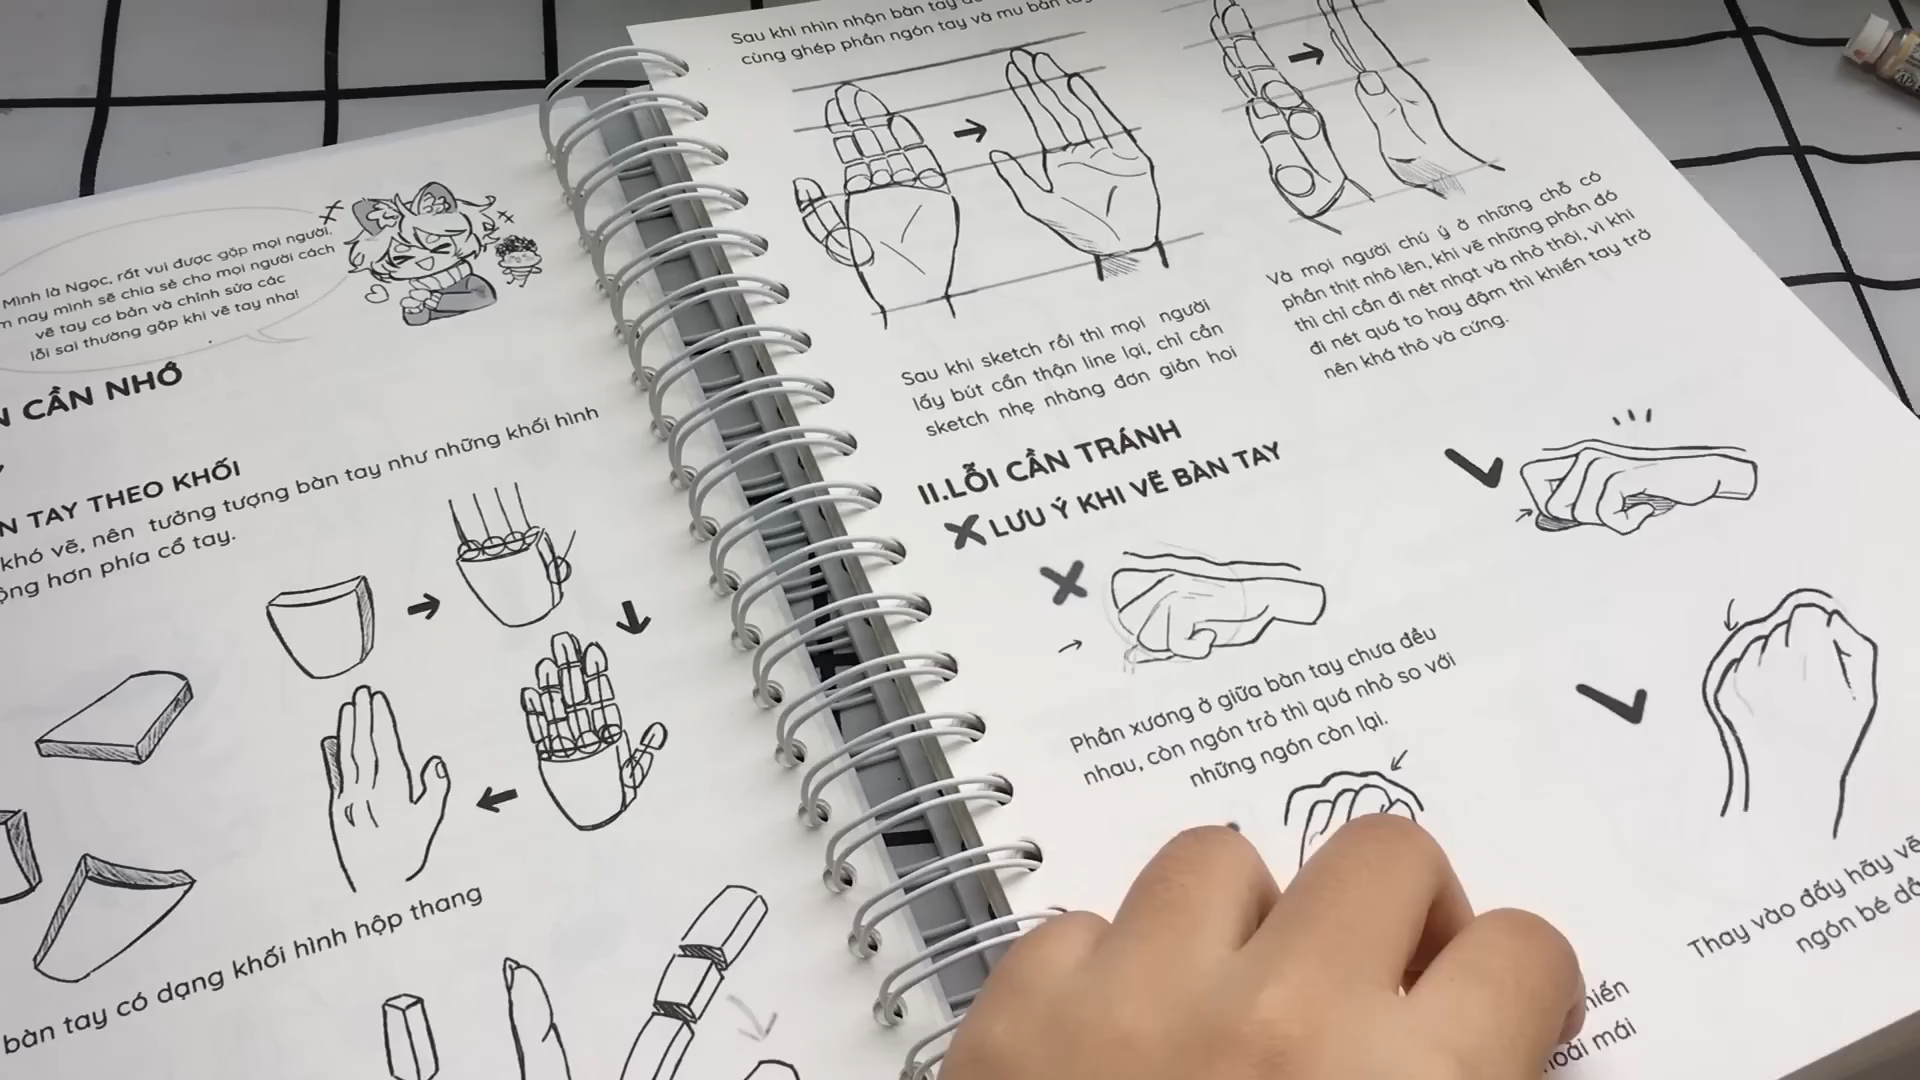 Mình là Ngọc, rất vui được gặp mọi người,
nay mình sẽ chia sẻ cho mọi người cách
vẽ tay cơ bản và chỉnh sửa các
lỗi sai thường gặp khi vẽ tay nha!
CẦN NHỚ
TAY THEO KHỐI
khó vẽ, nên tưởng tượng bàn tay như những khối hình
hơn phía cổ tay.
bàn tay có dạng khối hình hộp thang
Sau khi nhìn nhận bàn tay
cùng ghép phần ngón tay và mu bàn tay
Sau khi sketch rồi thì mọi người
lấy bút cẩn thận line lại, chỉ cần
sketch nhẹ nhàng đơn giản hoi
Và mọi người chú ý ở những chỗ có
phần thịt nhô lên, khi vẽ những phần đó
thì chỉ cần đi nét nhạt và nhỏ thôi, vì khi
đi nét quá to hay đậm thì khiến tay trở
nên khá thô và cứng.
II.LỖI CẦN TRÁNH
LƯU Ý KHI VẼ BÀN TAY
Phần xương ở giữa bàn tay chưa đều
nhau, còn ngón trỏ thì quá nhỏ so với
những ngón còn lại.
Thay vào đấy hãy vẽ
ngón bé
mái